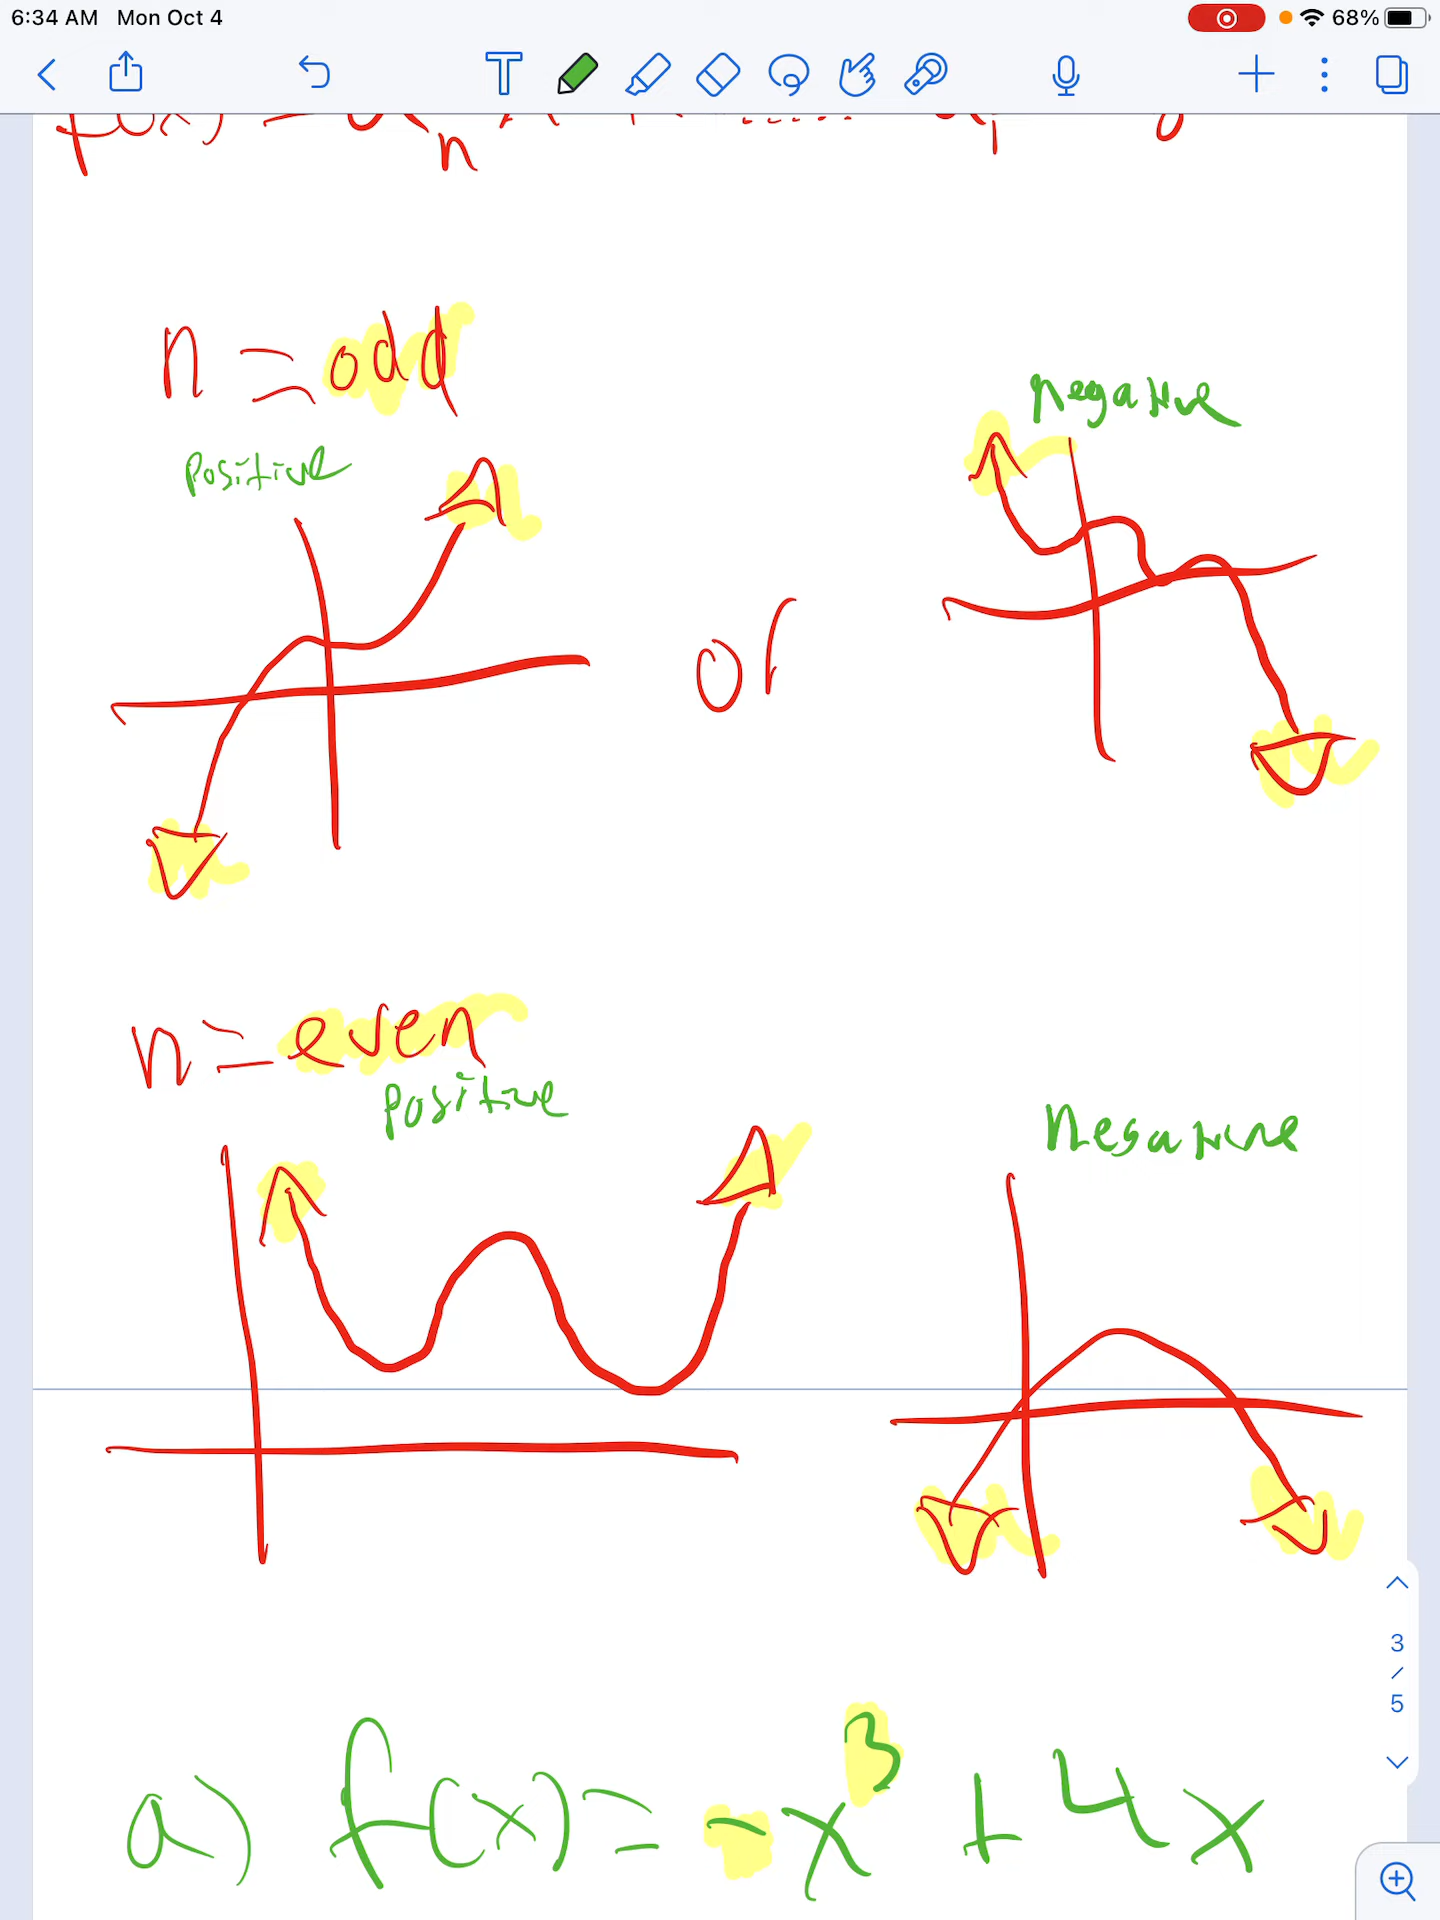 6:34 AM Mon Oct 4
68%
T
n = odd
Positive
negative
or
n = even
Positive
Negative
3
/
5
a) f(x) = -x³ + 4x